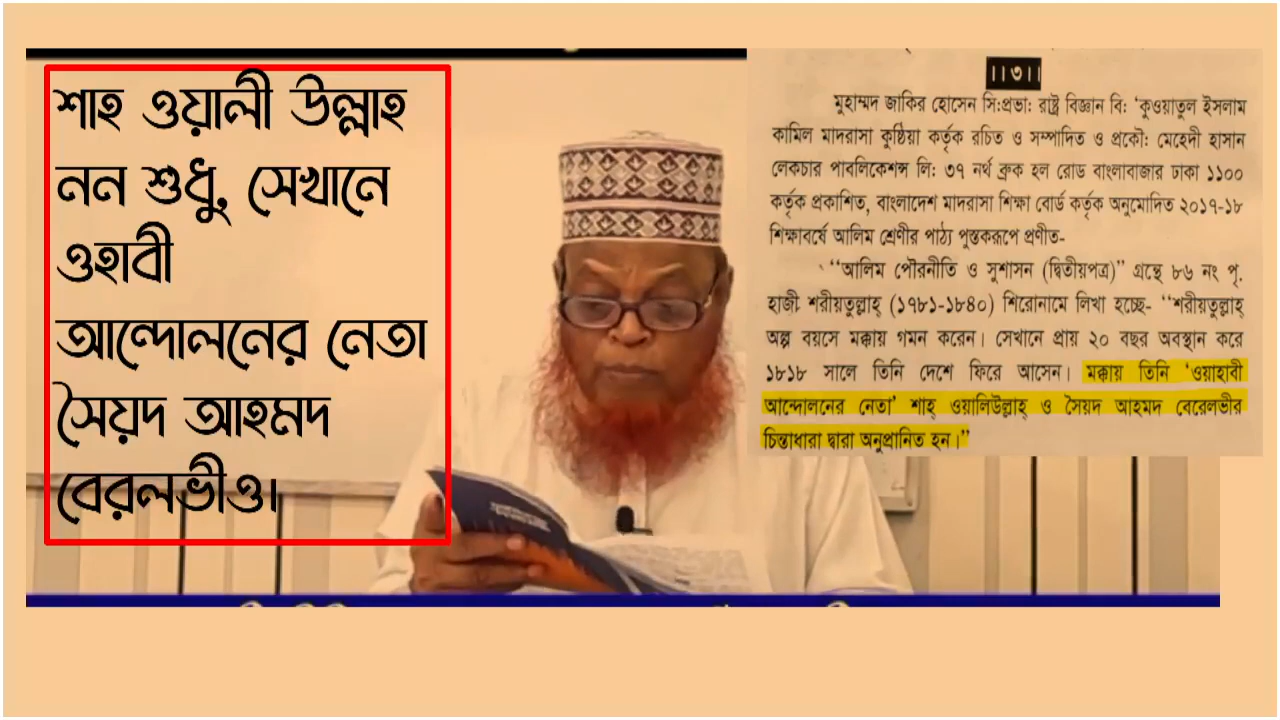 শাহ ওয়ালী উল্লাহ
নন শুধু, সেখানে
ওহাবী
আন্দোলনের নেতা
সৈয়দ আহমদ
বেরলভীও।
।।৩।।
মুহাম্মদ জাকির হোসেন সি:প্রভা: রাষ্ট্র বিজ্ঞান বি: ‘কুওয়াতুল ইসলাম
কামিল মাদরাসা কুষ্ঠিয়া কর্তৃক রচিত ও সম্পাদিত ও প্রকৌ: মেহেদী হাসান
লেকচার পাবলিকেশন্স লি: ৩৭ নর্থ ব্রুক হল রোড বাংলাবাজার ঢাকা ১১০০
কর্তৃক প্রকাশিত, বাংলাদেশ মাদরাসা শিক্ষা বোর্ড কর্তৃক অনুমোদিত ২০১৭-১৮
শিক্ষাবর্ষে আলিম শ্রেণীর পাঠ্য পুস্তকরূপে প্রণীত-
‘‘আলিম পৌরনীতি ও সুশাসন (দ্বিতীয়পত্র)” গ্রন্থে ৮৬ নং পৃ.
হাজী শরীয়তুল্লাহ্ (১৭৮১-১৮৪০) শিরোনামে লিখা হচ্ছে- ‘‘শরীয়তুল্লাহ্
অল্প বয়সে মক্কায় গমন করেন। সেখানে প্রায় ২০ বছর অবস্থান করে
১৮১৮ সালে তিনি দেশে ফিরে আসেন। মক্কায় তিনি ‘ওয়াহাবী
আন্দোলনের নেতা’ শাহ্ ওয়ালিউল্লাহ্ ও সৈয়দ আহমদ বেরেলভীর
চিন্তাধারা দ্বারা অনুপ্রানিত হন।”